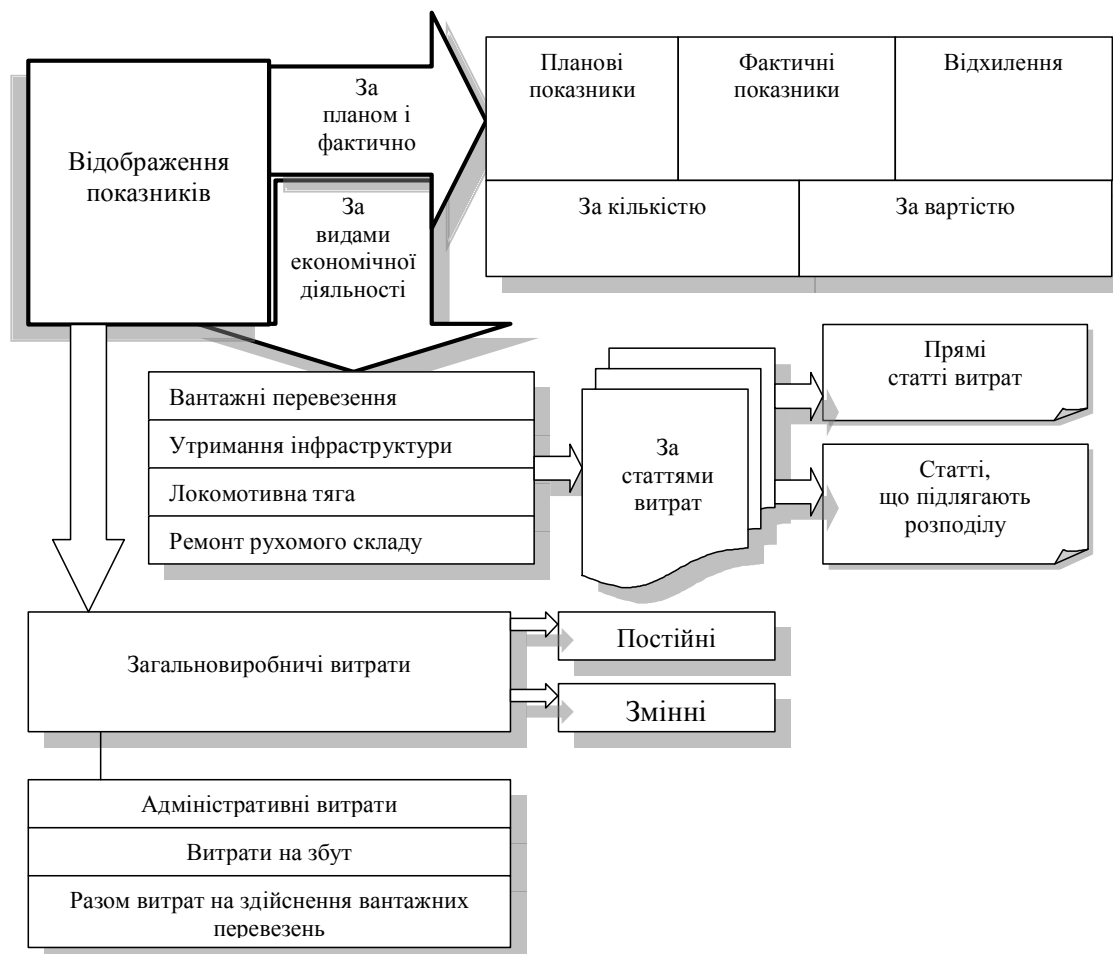 Відображення
показників
За
планом і
фактично
Планові
показники
Фактичні
показники
Відхилення
За кількістю
За вартістю
За
видами
економічної
діяльності
Вантажні перевезення
Утримання інфраструктури
Локомотивна тяга
Ремонт рухомого складу
За
статтями
витрат
Прямі
статті витрат
Статті,
що підлягають
розподілу
Загальновиробничі витрати
Постійні
Змінні
Адміністративні витрати
Витрати на збут
Разом витрат на здійснення вантажних
перевезень